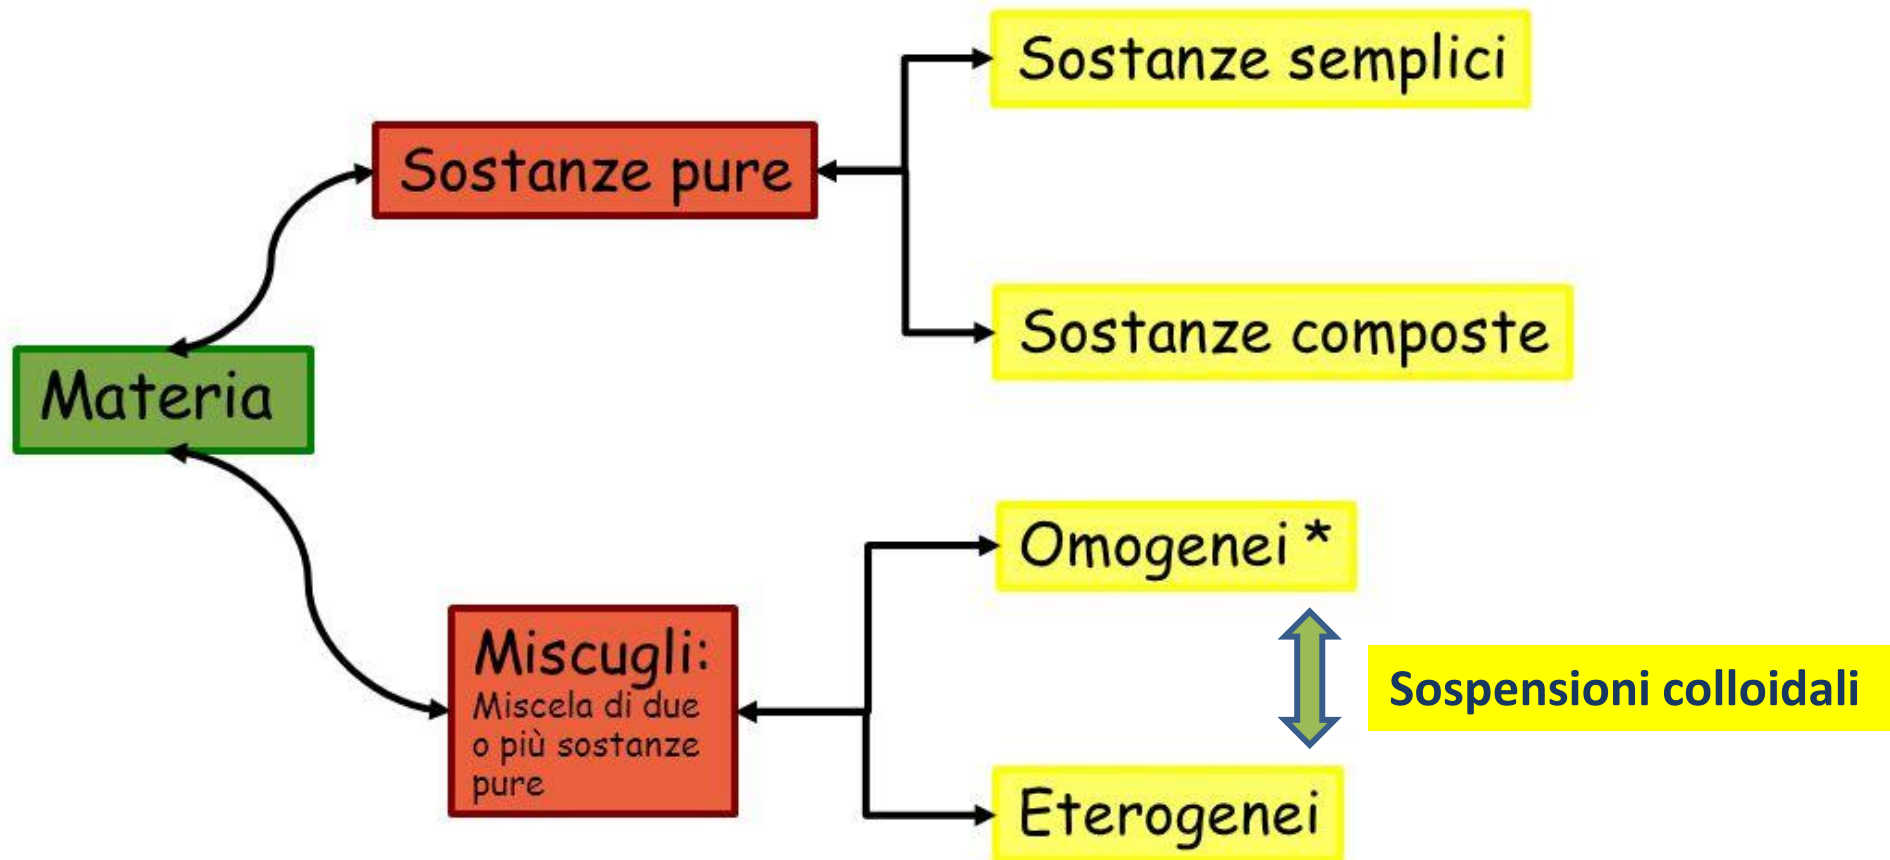 Sostanze semplici
Sostanze pure
Sostanze composte
Materia
Omogenei *
Miscugli:
Miscela di due
o più sostanze
pure
Sospensioni colloidali
Eterogenei